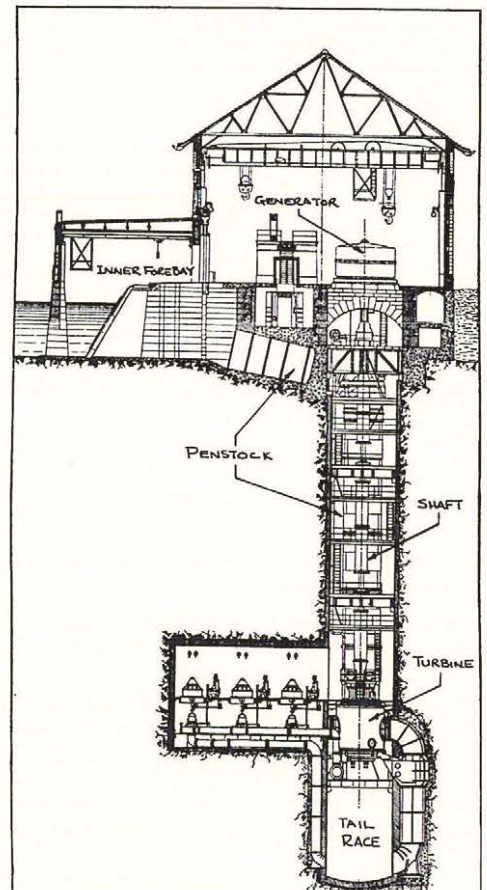 GENERATOR
INNER FOREBAY
PENSTOCK
SHAFT
TURBINE
TAIL
RACE